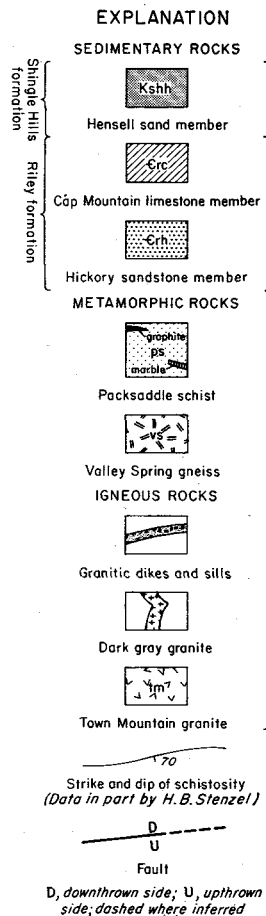 EXPLANATION
SEDIMENTARY ROCKS
Shingle Hills
formation
Kshh
Hensell sand member
Riley formation
Єrc
Cap Mountain limestone member
Єrh
Hickory sandstone member
METAMORPHIC ROCKS
graphite
ps
marble
Packsaddle schist
vs
Valley Spring gneiss
IGNEOUS ROCKS
Granitic dikes and sills
Dark gray granite
tm
Town Mountain granite
70
Strike and dip of schistosity
(Data in part by H.B. Stenzel)
D
U
Fault
D, downthrown side; U, upthrown
side; dashed where inferred